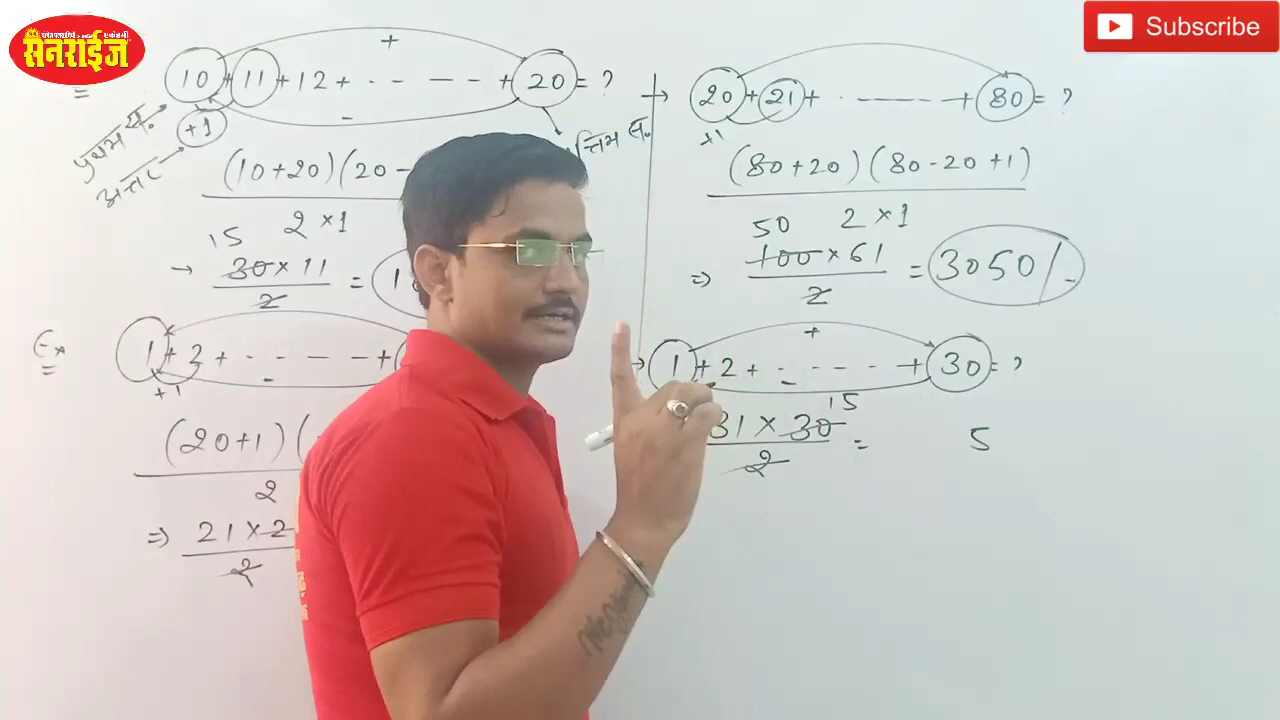 सनराईज
Subscribe
10 + 11 + 12 + - - — - + 20 = ?
+
-
+1
प्रथम सं.
अन्तर
(10+20)(20-
2 × 1
15
→ 30 × 11
2
=
Ex
1 + 2 + - - - — - +
+1
-
(20+1)(
2
⇒ 21 × 2
2
→ 20 + 21 + - ——— + 80 = ?
+1
(80+20)(80-20+1)
2 × 1
50
⇒ 100 × 61 = 3050/-
2
1 + 2 + - - - - + 30 = ?
+
-
15
31 × 30 = 5
2